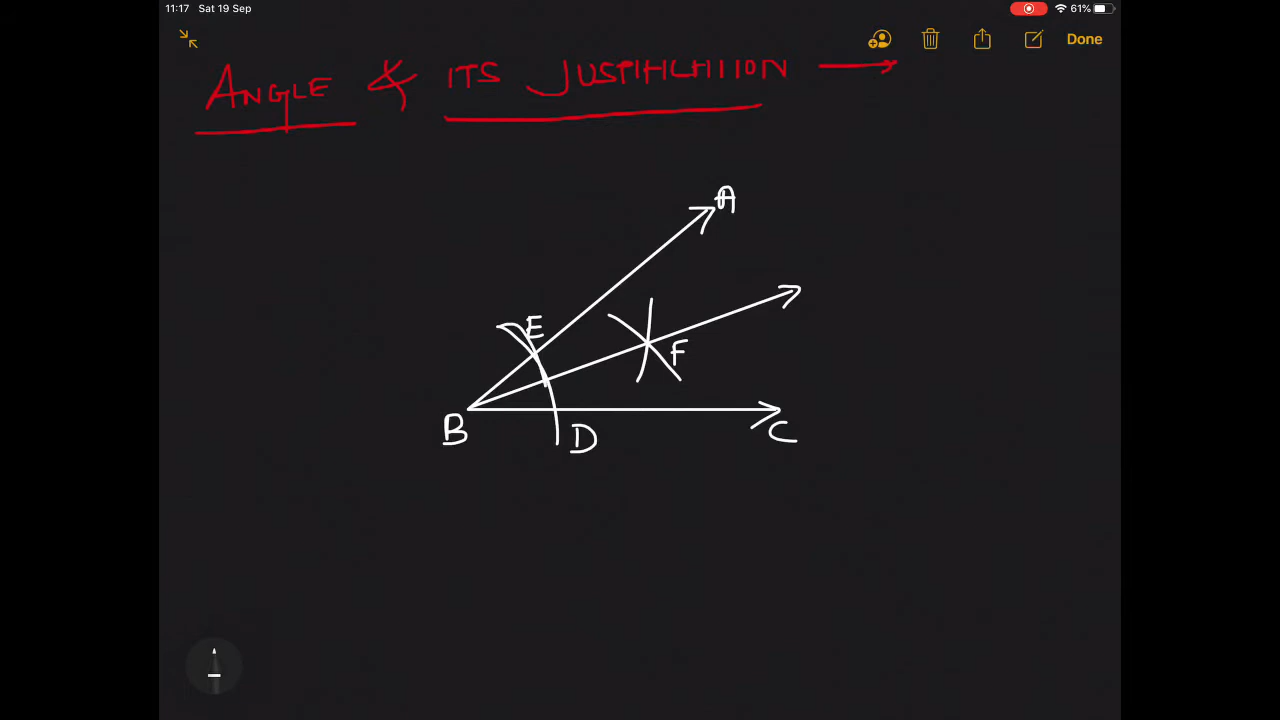 11:17 Sat 19 Sep 61%
Done
ANGLE & ITS JUSTIFICATION →
A
E
F
B
D
C